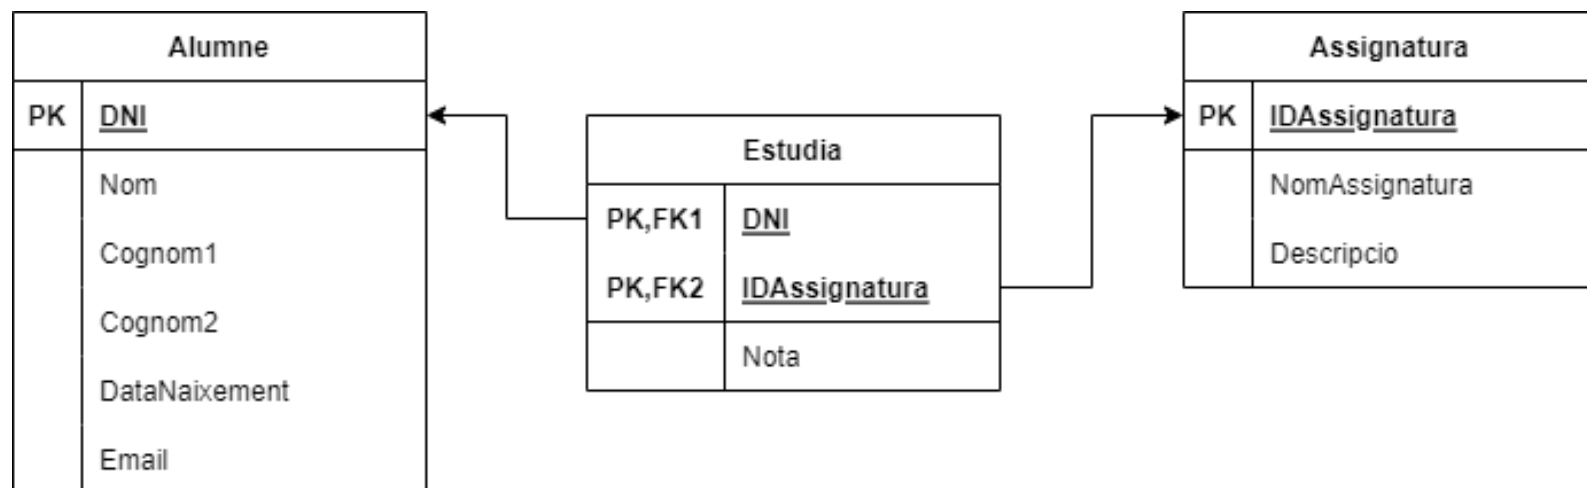 Alumne
PK DNI
Nom
Cognom1
Cognom2
DataNaixement
Email
Estudia
PK,FK1 DNI
PK,FK2 IDAssignatura
Nota
Assignatura
PK IDAssignatura
NomAssignatura
Descripcio